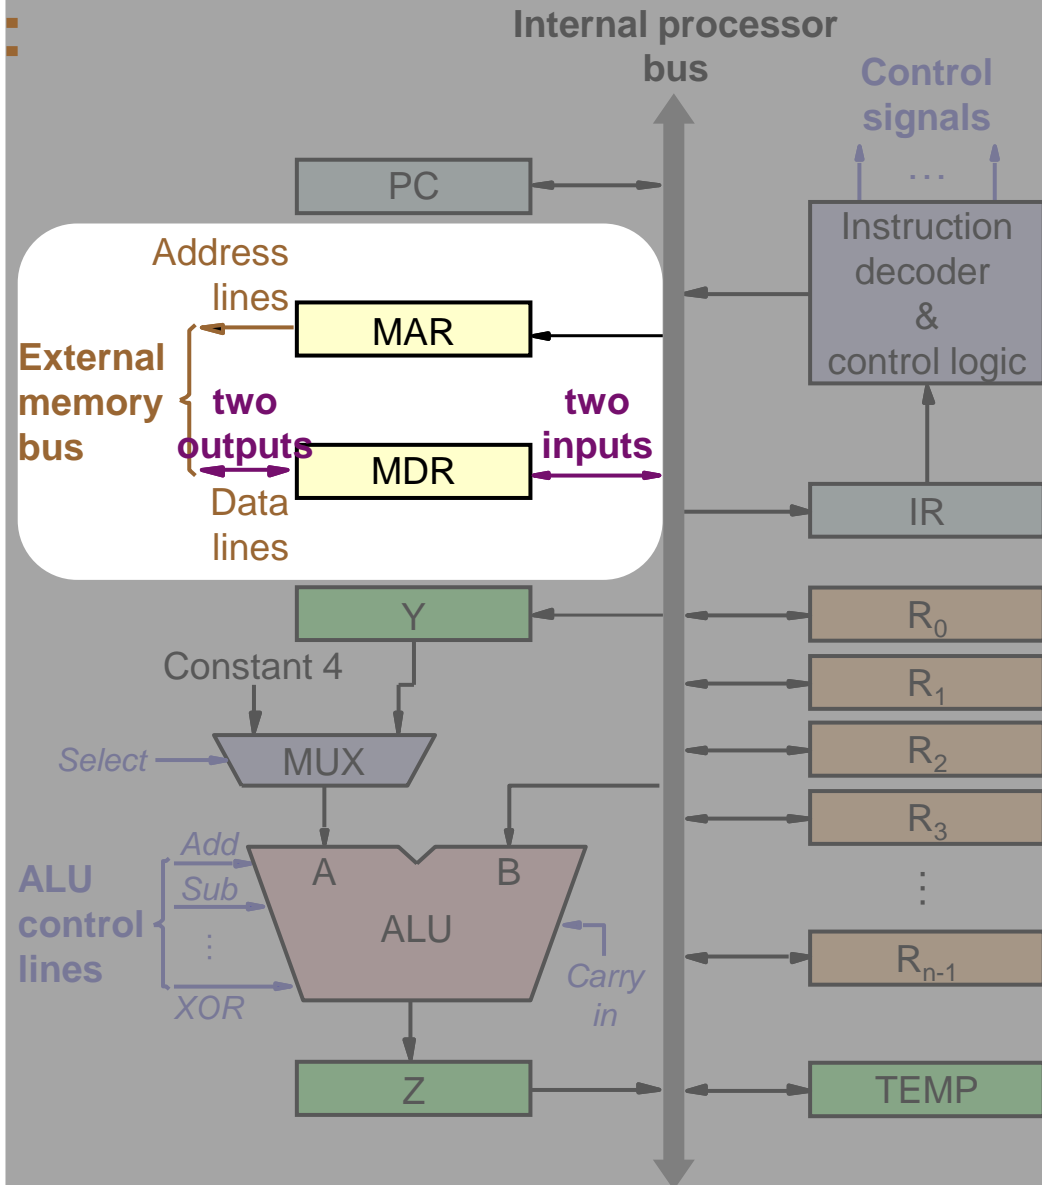 :
Internal processor
bus
Control
signals
...
PC
Instruction
decoder
&
control logic
Address
lines
MAR
External
memory
bus
two
outputs
two
inputs
MDR
Data
lines
IR
Y
R0
Constant 4
R1
Select
MUX
R2
R3
Add
A
B
ALU
control
lines
Sub
ALU
⋮
⋮
XOR
Carry
in
Rn-1
Z
TEMP